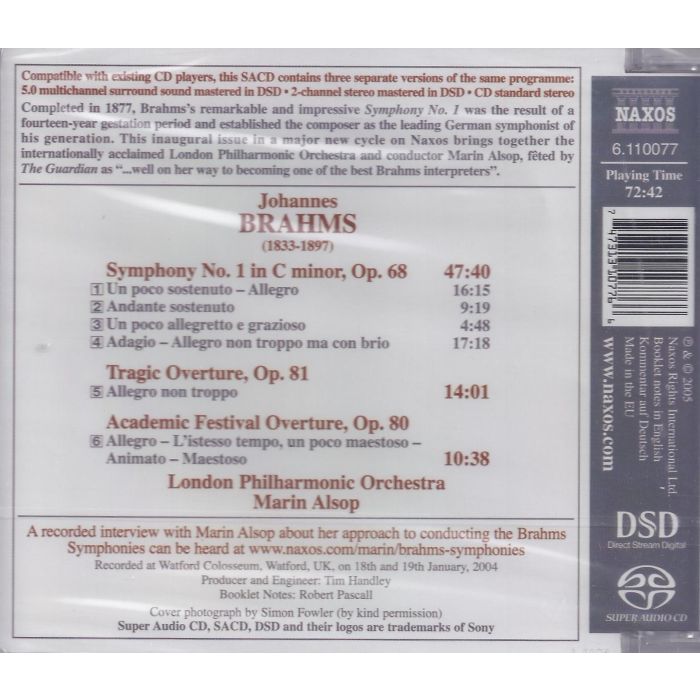 Compatible with existing CD players, this SACD contains three separate versions of the same programme:
5.0 multichannel surround sound mastered in DSD • 2-channel stereo mastered in DSD • CD standard stereo
Completed in 1877, Brahms's remarkable and impressive Symphony No. 1 was the result of a
fourteen-year gestation period and established the composer as the leading German symphonist of
his generation. This inaugural issue in a major new cycle on Naxos brings together the
internationally acclaimed London Philharmonic Orchestra and conductor Marin Alsop, fêted by
The Guardian as “...well on her way to becoming one of the best Brahms interpreters”.
Johannes
BRAHMS
(1833-1897)
Symphony No. 1 in C minor, Op. 68 47:40
1 Un poco sostenuto – Allegro 16:15
2 Andante sostenuto 9:19
3 Un poco allegretto e grazioso 4:48
4 Adagio – Allegro non troppo ma con brio 17:18
Tragic Overture, Op. 81
5 Allegro non troppo 14:01
Academic Festival Overture, Op. 80
6 Allegro – L'istesso tempo, un poco maestoso –
Animato – Maestoso 10:38
London Philharmonic Orchestra
Marin Alsop
A recorded interview with Marin Alsop about her approach to conducting the Brahms
Symphonies can be heard at www.naxos.com/marin/brahms-symphonies
Recorded at Watford Colosseum, Watford, UK, on 18th and 19th January, 2004
Producer and Engineer: Tim Handley
Booklet Notes: Robert Pascall
Cover photograph by Simon Fowler (by kind permission)
Super Audio CD, SACD, DSD and their logos are trademarks of Sony
NAXOS
6.110077
Playing Time
72:42
7 47313 10776 6
℗ & © 2005
Naxos Rights International Ltd.
Booklet notes in English
Kommentar auf Deutsch
Made in the EU
www.naxos.com
DSD
Direct Stream Digital
SUPER AUDIO CD